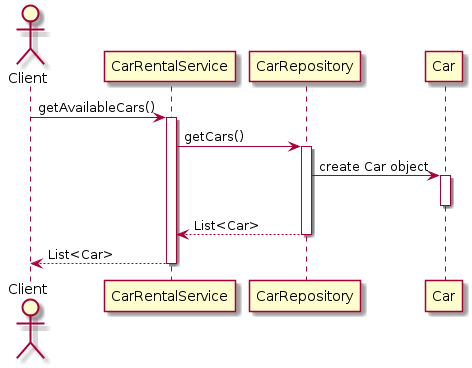 Client
CarRentalService
CarRepository
Car
getAvailableCars()
getCars()
create Car object
List<Car>
List<Car>
Client
CarRentalService
CarRepository
Car